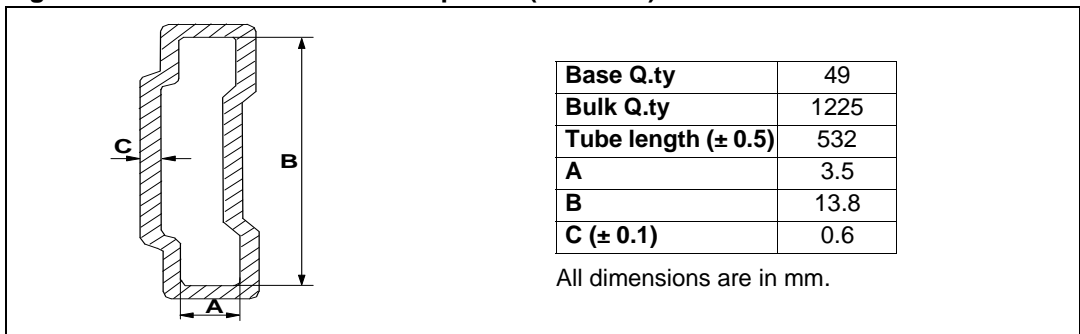 C
B
A
Base Q.ty 49
Bulk Q.ty 1225
Tube length (± 0.5) 532
A 3.5
B 13.8
C (± 0.1) 0.6
All dimensions are in mm.